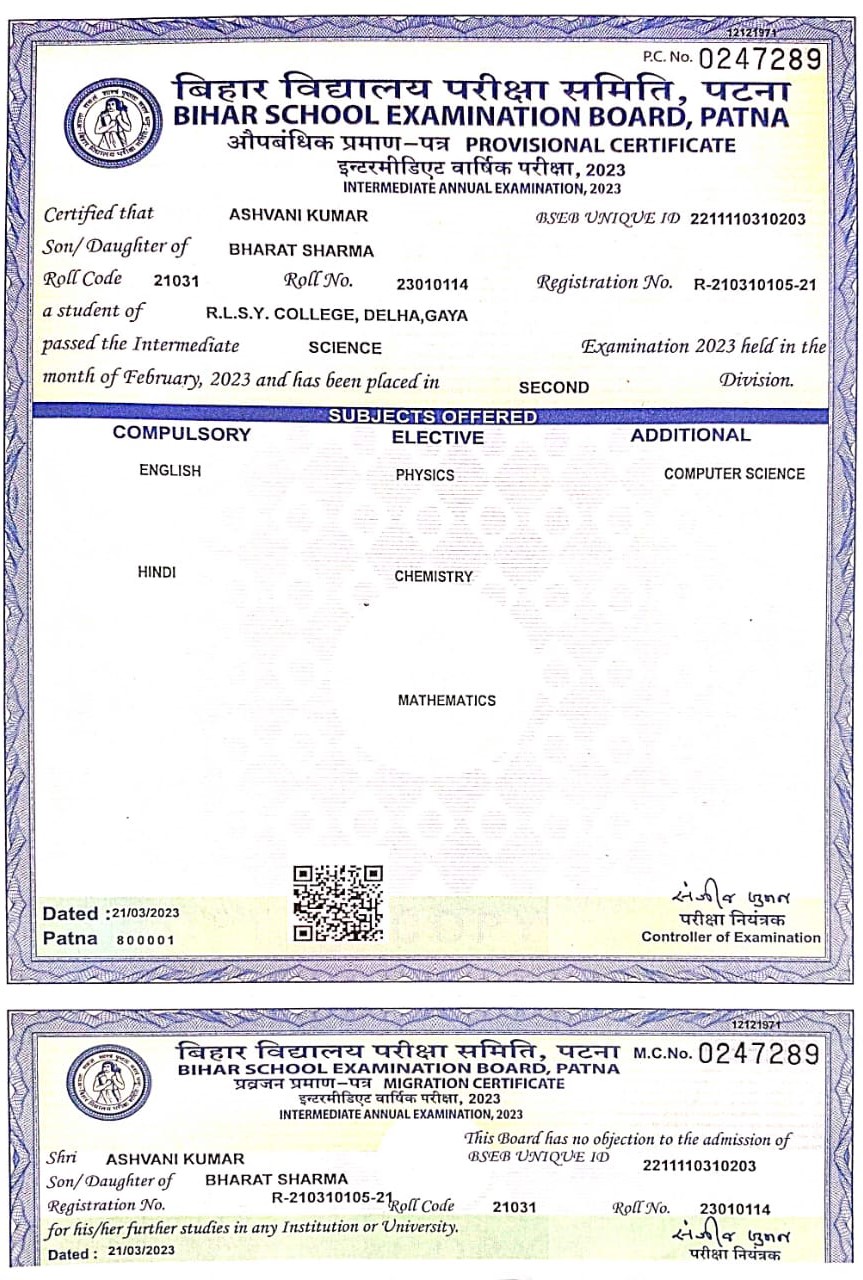 12121971
P.C. No. 0247289
बिहार विद्यालय परीक्षा समिति, पटना
BIHAR SCHOOL EXAMINATION BOARD, PATNA
औपबंधिक प्रमाण-पत्र PROVISIONAL CERTIFICATE
इन्टरमीडिएट वार्षिक परीक्षा, 2023
INTERMEDIATE ANNUAL EXAMINATION, 2023
Certified that ASHVANI KUMAR BSEB UNIQUE ID 2211110310203
Son/ Daughter of BHARAT SHARMA
Roll Code 21031 Roll No. 23010114 Registration No. R-210310105-21
a student of R.L.S.Y. COLLEGE, DELHA,GAYA
passed the Intermediate SCIENCE Examination 2023 held in the
month of February, 2023 and has been placed in SECOND Division.
SUBJECTS OFFERED
COMPULSORY ELECTIVE ADDITIONAL
ENGLISH PHYSICS COMPUTER SCIENCE
HINDI CHEMISTRY
MATHEMATICS
Dated : 21/03/2023
Patna 800001
परीक्षा नियंत्रक
Controller of Examination
12121971
बिहार विद्यालय परीक्षा समिति, पटना M.C.No. 0247289
BIHAR SCHOOL EXAMINATION BOARD, PATNA
प्रव्रजन प्रमाण-पत्र MIGRATION CERTIFICATE
इन्टरमीडिएट वार्षिक परीक्षा, 2023
INTERMEDIATE ANNUAL EXAMINATION, 2023
This Board has no objection to the admission of
Shri ASHVANI KUMAR BSEB UNIQUE ID 2211110310203
Son/ Daughter of BHARAT SHARMA
Registration No. R-210310105-21 Roll Code 21031 Roll No. 23010114
for his/her further studies in any Institution or University.
Dated : 21/03/2023
परीक्षा नियंत्रक